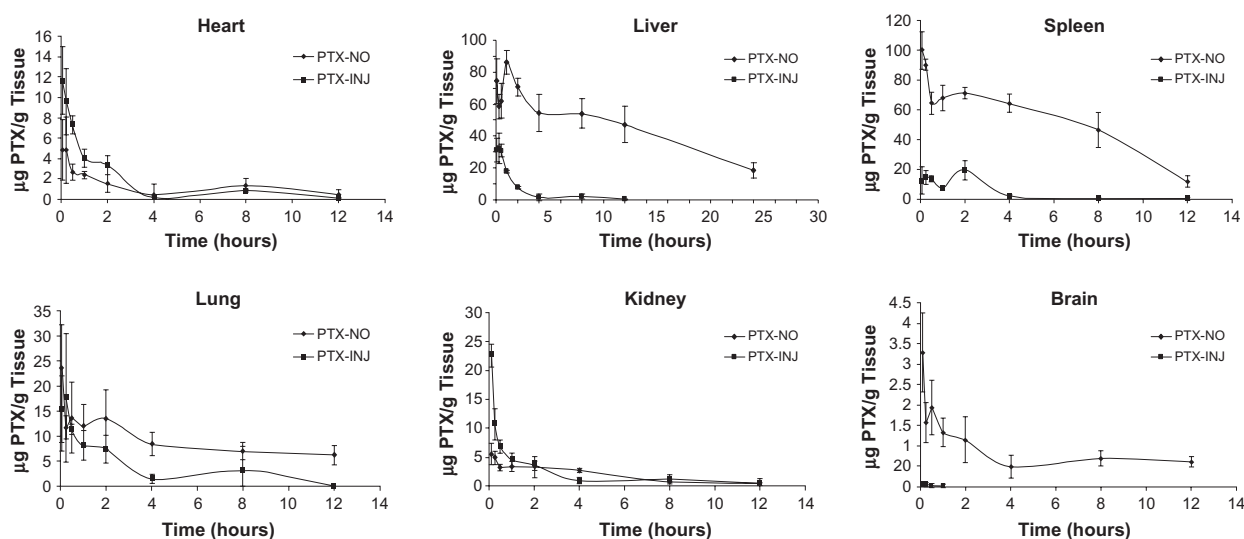 Heart
µg PTX/g Tissue
16
14
12
10
8
6
4
2
0
PTX-NO
PTX-INJ
0 2 4 6 8 10 12 14
Time (hours)
Liver
µg PTX/g Tissue
100
80
60
40
20
0
PTX-NO
PTX-INJ
0 6 12 18 24 30
Time (hours)
Spleen
µg PTX/g Tissue
120
100
80
60
40
20
0
PTX-NO
PTX-INJ
0 2 4 6 8 10 12 14
Time (hours)
Lung
µg PTX/g Tissue
35
30
25
20
15
10
5
0
PTX-NO
PTX-INJ
0 2 4 6 8 10 12 14
Time (hours)
Kidney
µg PTX/g Tissue
30
25
20
15
10
5
0
PTX-NO
PTX-INJ
0 2 4 6 8 10 12 14
Time (hours)
Brain
µg PTX/g Tissue
4.5
4
3.5
3
2.5
2
1.5
1
20
0
PTX-NO
PTX-INJ
0 2 4 6 8 10 12 14
Time (hours)